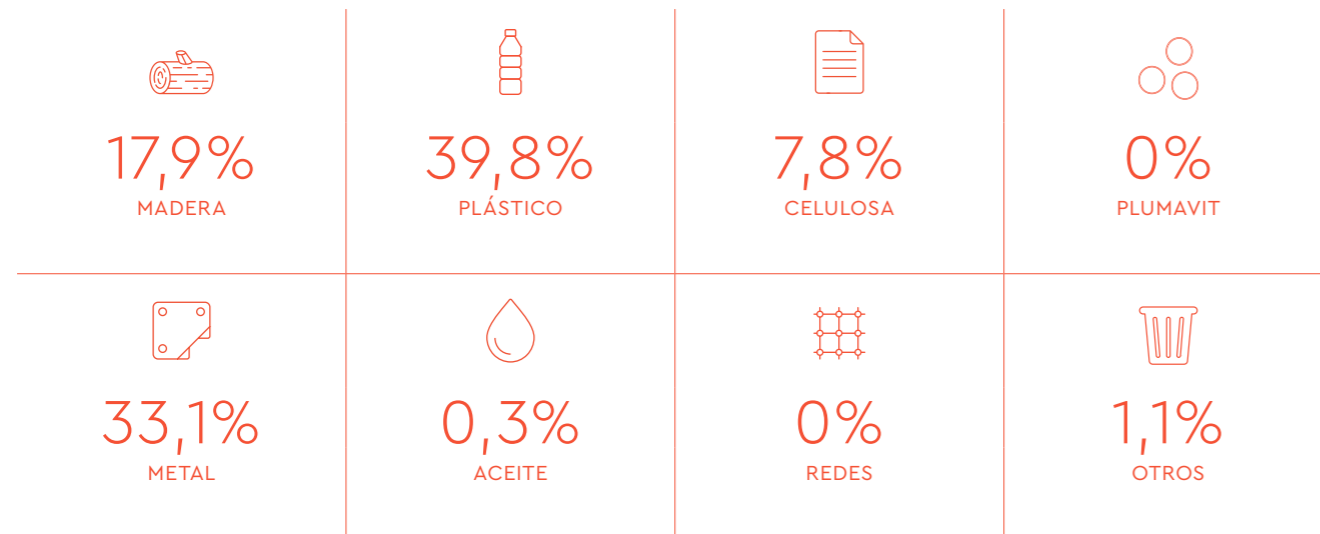 17,9%
MADERA
39,8%
PLÁSTICO
7,8%
CELULOSA
0%
PLUMAVIT
33,1%
METAL
0,3%
ACEITE
0%
REDES
1,1%
OTROS